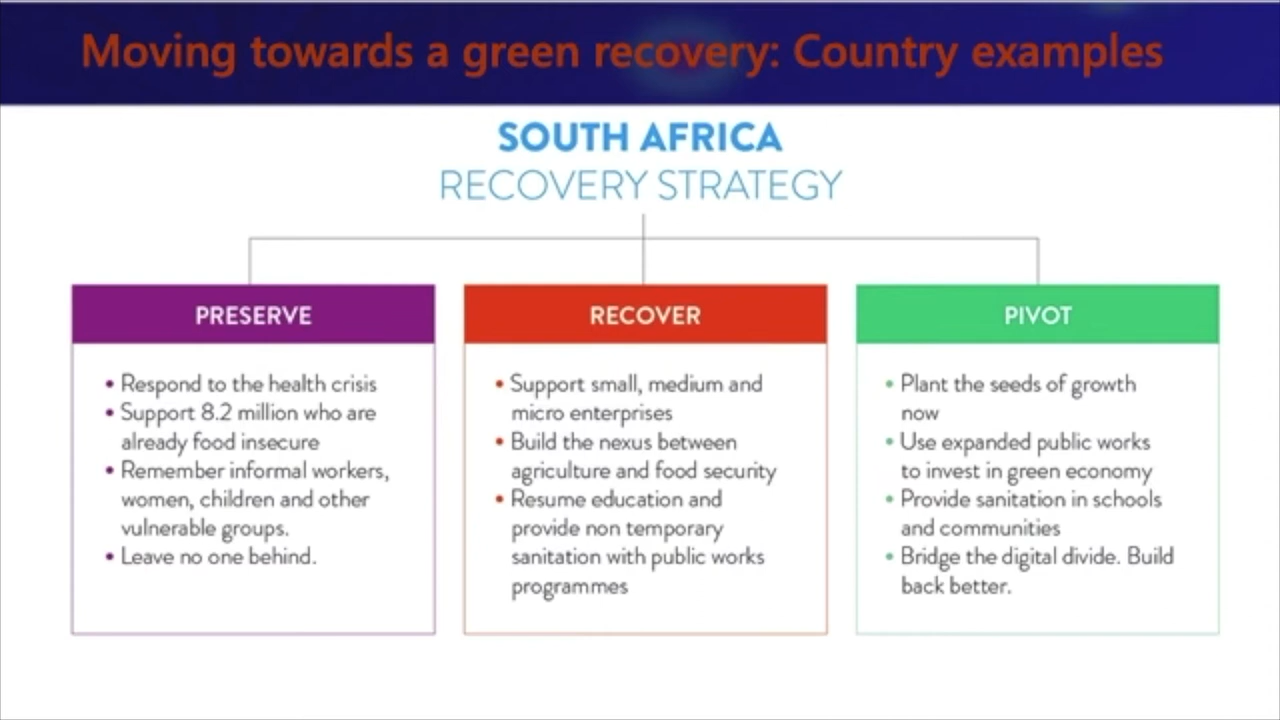 Moving towards a green recovery: Country examples
SOUTH AFRICA
RECOVERY STRATEGY
PRESERVE
• Respond to the health crisis
• Support 8.2 million who are
already food insecure
• Remember informal workers,
women, children and other
vulnerable groups.
• Leave no one behind.
RECOVER
• Support small, medium and
micro enterprises
• Build the nexus between
agriculture and food security
• Resume education and
provide non temporary
sanitation with public works
programmes
PIVOT
• Plant the seeds of growth
now
• Use expanded public works
to invest in green economy
• Provide sanitation in schools
and communities
• Bridge the digital divide. Build
back better.